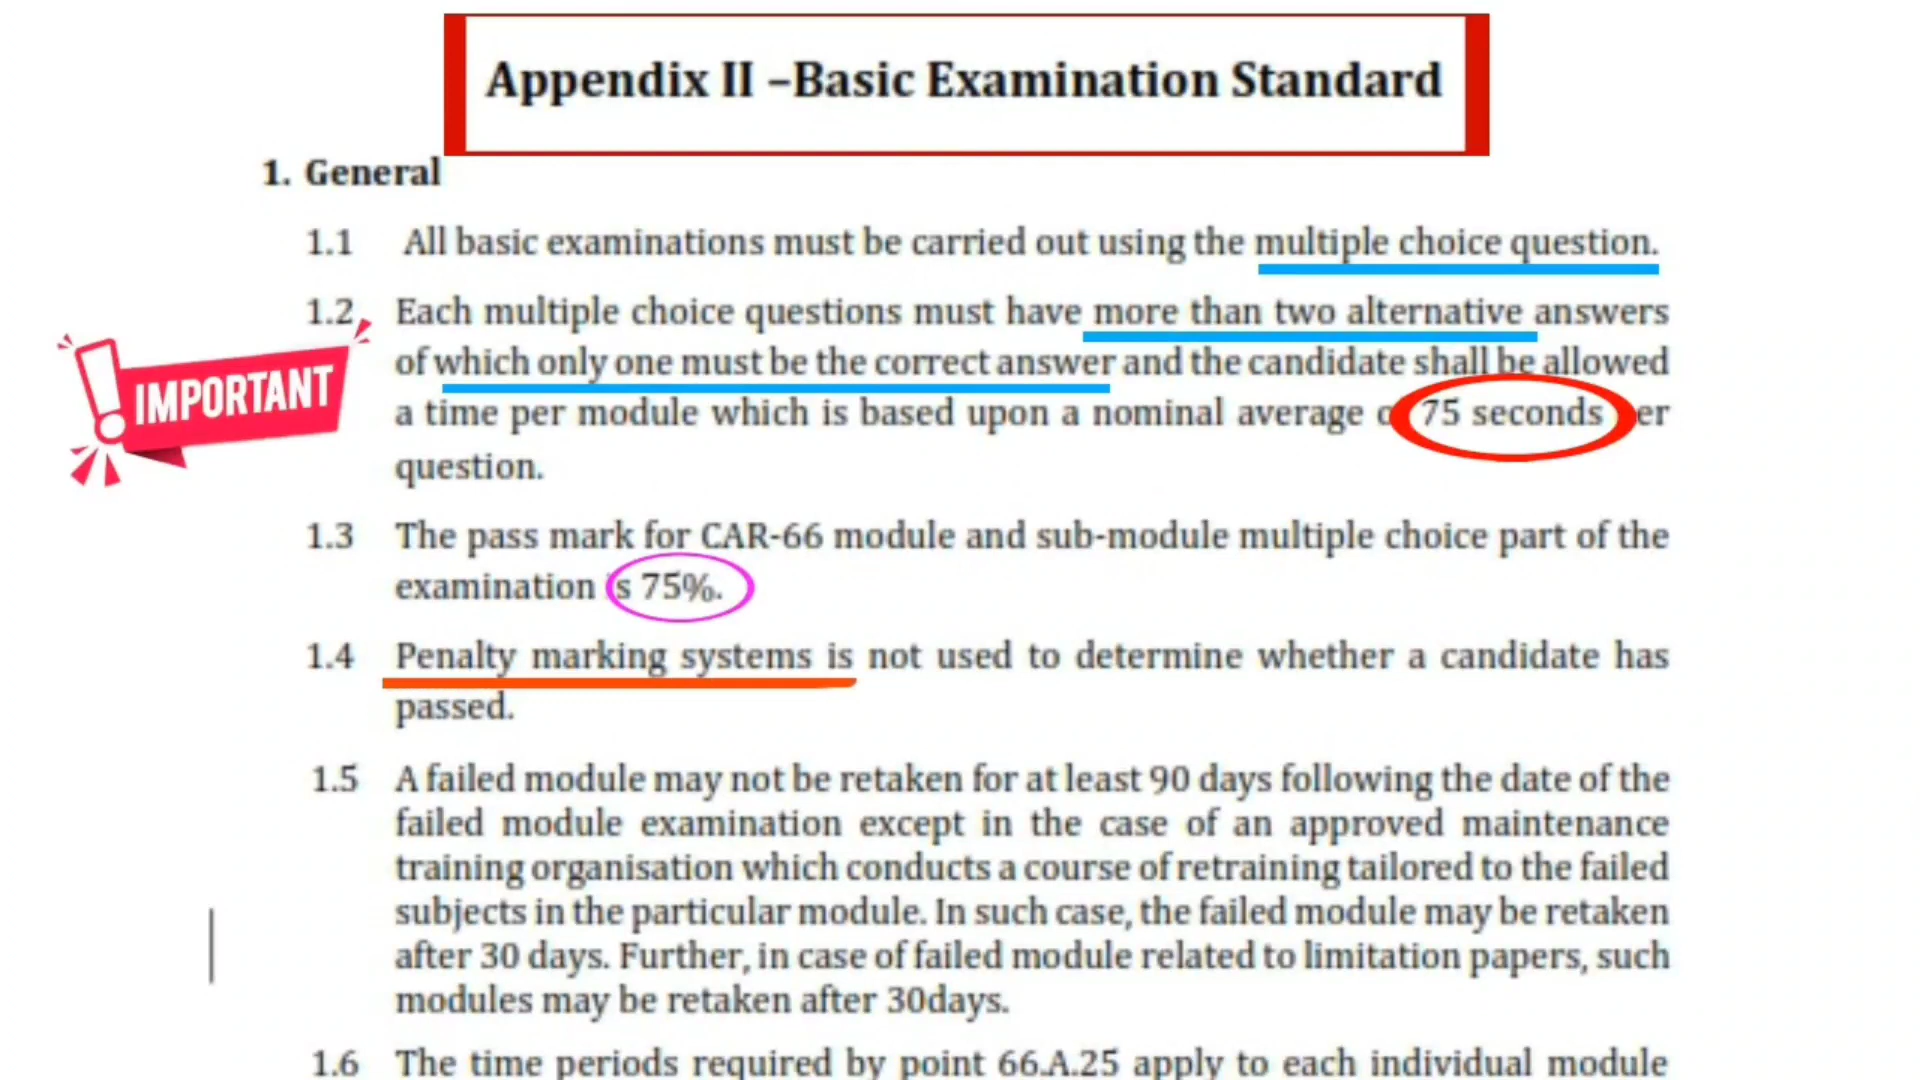 Appendix II –Basic Examination Standard
1. General
1.1 All basic examinations must be carried out using the multiple choice question.
1.2 Each multiple choice questions must have more than two alternative answers
of which only one must be the correct answer and the candidate shall be allowed
IMPORTANT
a time per module which is based upon a nominal average 75 seconds
question.
1.3 The pass mark for CAR-66 module and sub-module multiple choice part of the
examination is 75%.
1.4 Penalty marking systems is not used to determine whether a candidate has
passed.
1.5 A failed module may not be retaken for at least 90 days following the date of the
failed module examination except in the case of an approved maintenance
training organisation which conducts a course of retraining tailored to the failed
subjects in the particular module. In such case, the failed module may be retaken
after 30 days. Further, in case of failed module related to limitation papers, such
modules may be retaken after 30days.
1.6 The time periods required by point 66.A.25 apply to each individual module